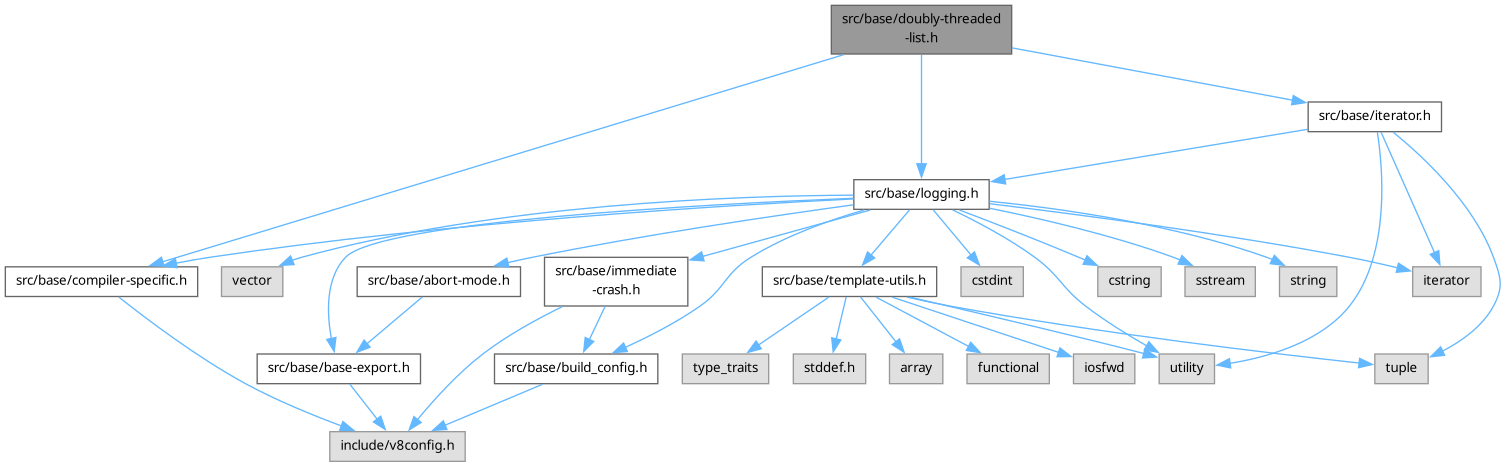 src/base/doubly-threaded
-list.h
src/base/iterator.h
src/base/logging.h
src/base/compiler-specific.h
vector
src/base/abort-mode.h
src/base/immediate
-crash.h
src/base/template-utils.h
cstdint
cstring
sstream
string
iterator
src/base/base-export.h
src/base/build_config.h
type_traits
stddef.h
array
functional
iosfwd
utility
tuple
include/v8config.h